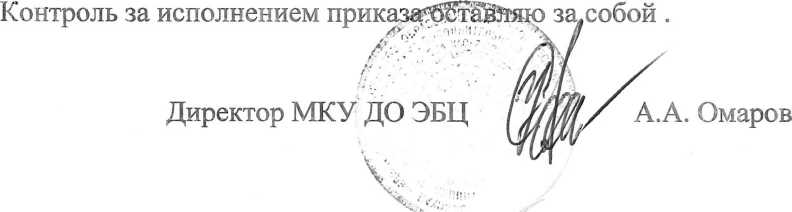 Контроль за исполнением приказа оставляю за собой .
Директор МКУ ДО ЭБЦ А.А. Омаров